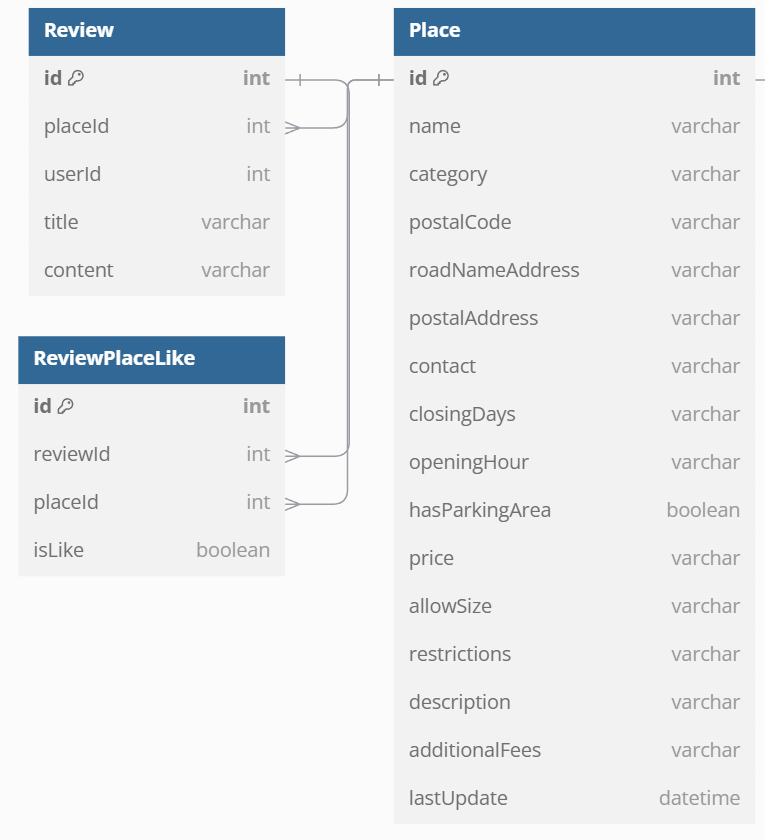 Review
id int
placeId int
userId int
title varchar
content varchar
ReviewPlaceLike
id int
reviewId int
placeId int
isLike boolean
Place
id int
name varchar
category varchar
postalCode varchar
roadNameAddress varchar
postalAddress varchar
contact varchar
closingDays varchar
openingHour varchar
hasParkingArea boolean
price varchar
allowSize varchar
restrictions varchar
description varchar
additionalFees varchar
lastUpdate datetime